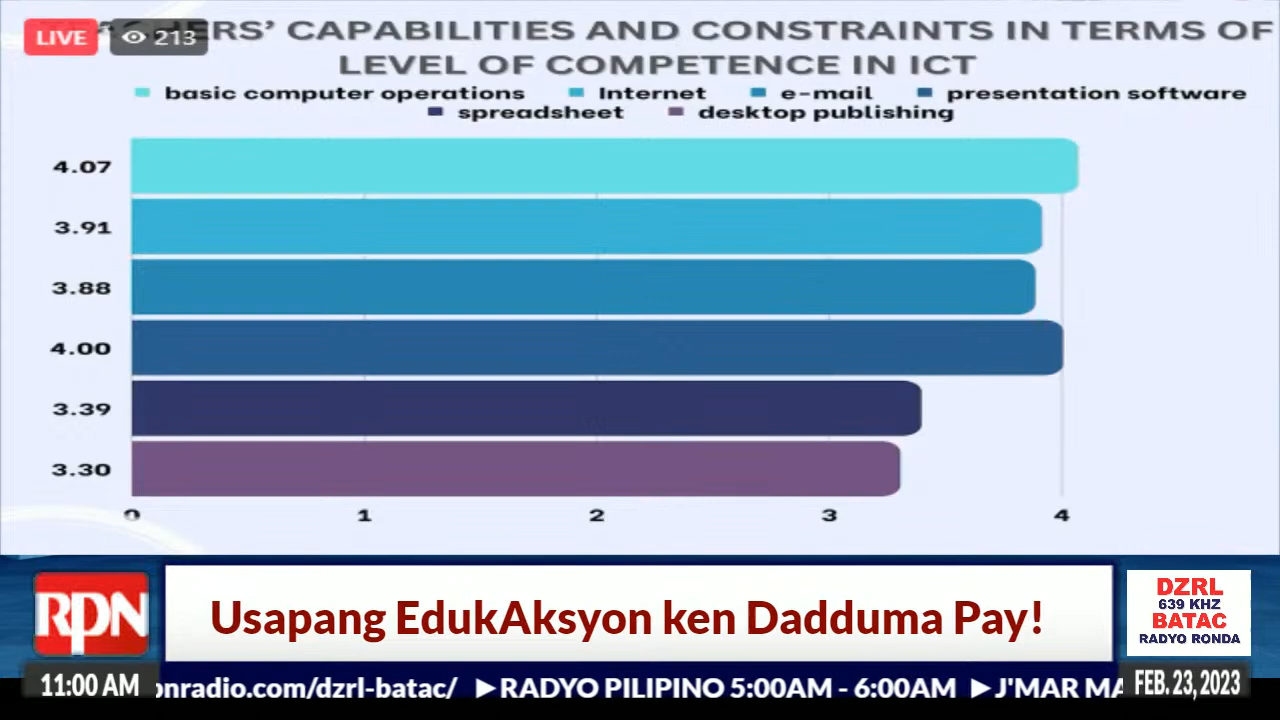 LIVE 213
CAPABILITIES AND CONSTRAINTS IN TERMS OF
LEVEL OF COMPETENCE IN ICT
basic computer operations Internet e-mail presentation software
spreadsheet desktop publishing
4.07
3.91
3.88
4.00
3.39
3.30
0 1 2 3 4
RPN
Usapang EdukAksyon ken Dadduma Pay!
DZRL
639 KHZ
BATAC
RADYO RONDA
11:00 AM pnradio.com/dzrl-batac/ ►RADYO PILIPINO 5:00AM - 6:00AM ►J'MAR FEB. 23, 2023